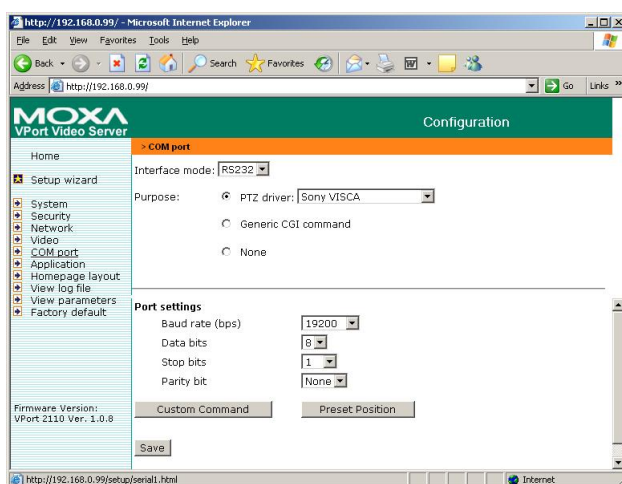 http://192.168.0.99/ - Microsoft Internet Explorer
File Edit View Favorites Tools Help
Back Search Favorites
Address http://192.168.0.99/ Go Links »
MOXA
VPort Video Server
Configuration
Home
Setup wizard
System
Security
Network
Video
COM port
Application
Homepage layout
View log file
View parameters
Factory default
Firmware Version:
VPort 2110 Ver. 1.0.8
> COM port
Interface mode: RS232
Purpose: PTZ driver: Sony VISCA
Generic CGI command
None
Port settings
Baud rate (bps) 19200
Data bits 8
Stop bits 1
Parity bit None
Custom Command Preset Position
Save
http://192.168.0.99/setup/serial1.html Internet